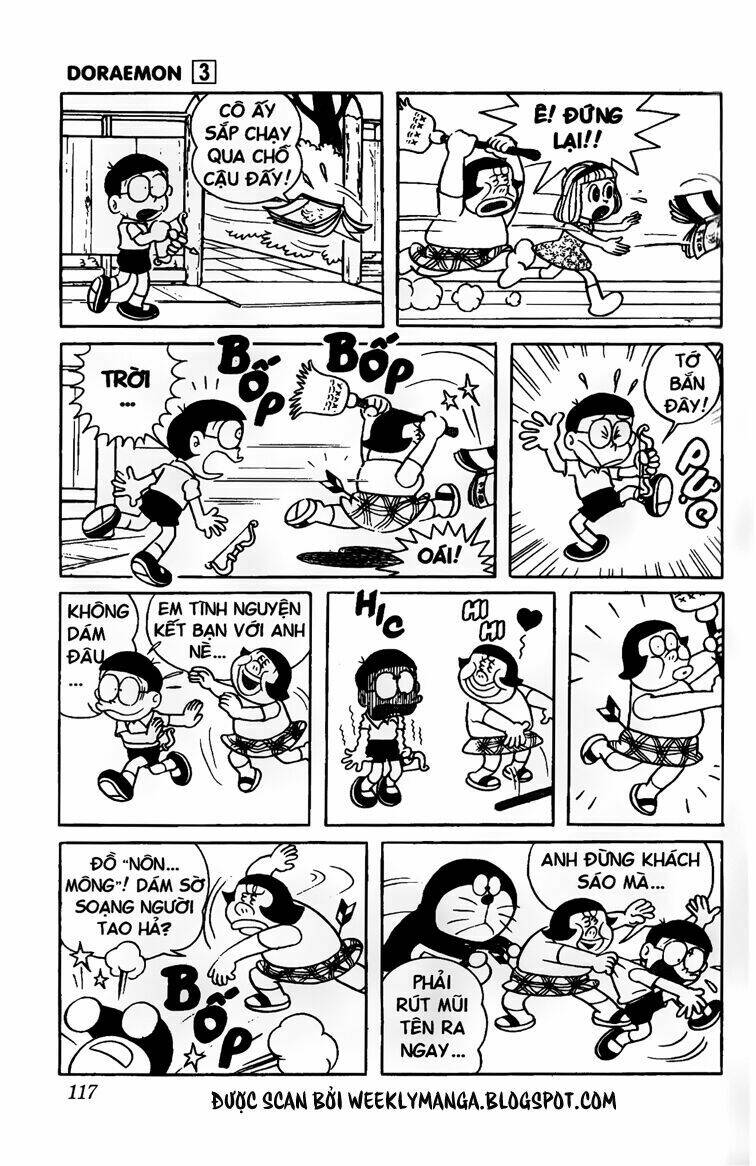 DORAEMON 3
CÔ ẤY
SẮP CHẠY
QUA CHỖ
CẬU ĐẤY!
Ê! ĐỨNG
LẠI!!
TRỜI
...
BỐP
BỐP
OÁI!
TỚ
BẮN
ĐÂY!
PỰC
KHÔNG
DÁM
ĐÂU
...
EM TÌNH NGUYỆN
KẾT BẠN VỚI ANH
NÈ...
HIC
HI
HI
ĐỒ "NÔN...
MÔNG"! DÁM SỜ
SOẠNG NGƯỜI
TAO HẢ?
BỐP
ANH ĐỪNG KHÁCH
SÁO MÀ...
PHẢI
RÚT MŨI
TÊN RA
NGAY...
117
ĐƯỢC SCAN BỞI WEEKLYMANGA.BLOGSPOT.COM